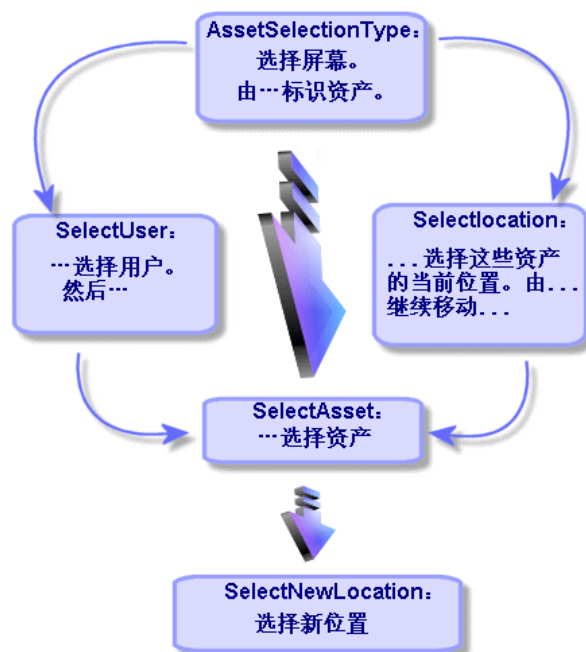 AssetSelectionType：
选择屏幕。
由…标识资产。
SelectUser：
…选择用户。
然后…
Selectlocation：
...选择这些资产
的当前位置。由...
继续移动...
SelectAsset：
…选择资产
SelectNewLocation：
选择新位置